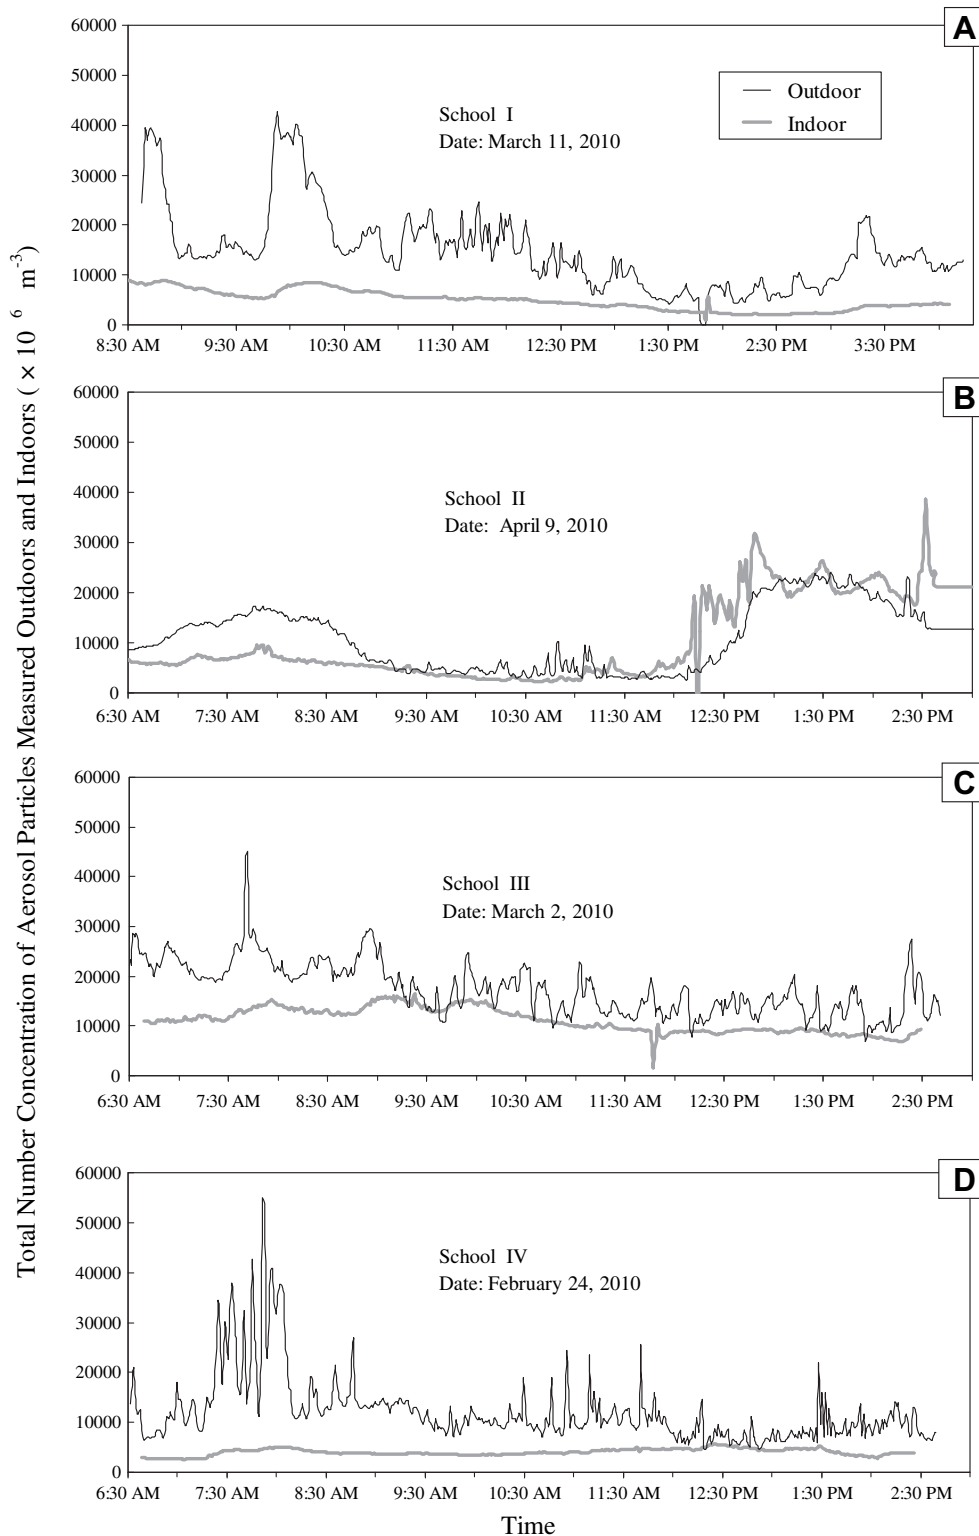 Total Number Concentration of Aerosol Particles Measured Outdoors and Indoors ( × 10 6 m-3)
A
60000
50000
40000
30000
20000
10000
0
School I
Date: March 11, 2010
Outdoor
Indoor
8:30 AM 9:30 AM 10:30 AM 11:30 AM 12:30 PM 1:30 PM 2:30 PM 3:30 PM
B
60000
50000
40000
30000
20000
10000
0
School II
Date: April 9, 2010
6:30 AM 7:30 AM 8:30 AM 9:30 AM 10:30 AM 11:30 AM 12:30 PM 1:30 PM 2:30 PM
C
60000
50000
40000
30000
20000
10000
0
School III
Date: March 2, 2010
6:30 AM 7:30 AM 8:30 AM 9:30 AM 10:30 AM 11:30 AM 12:30 PM 1:30 PM 2:30 PM
D
60000
50000
40000
30000
20000
10000
0
School IV
Date: February 24, 2010
6:30 AM 7:30 AM 8:30 AM 9:30 AM 10:30 AM 11:30 AM 12:30 PM 1:30 PM 2:30 PM
Time